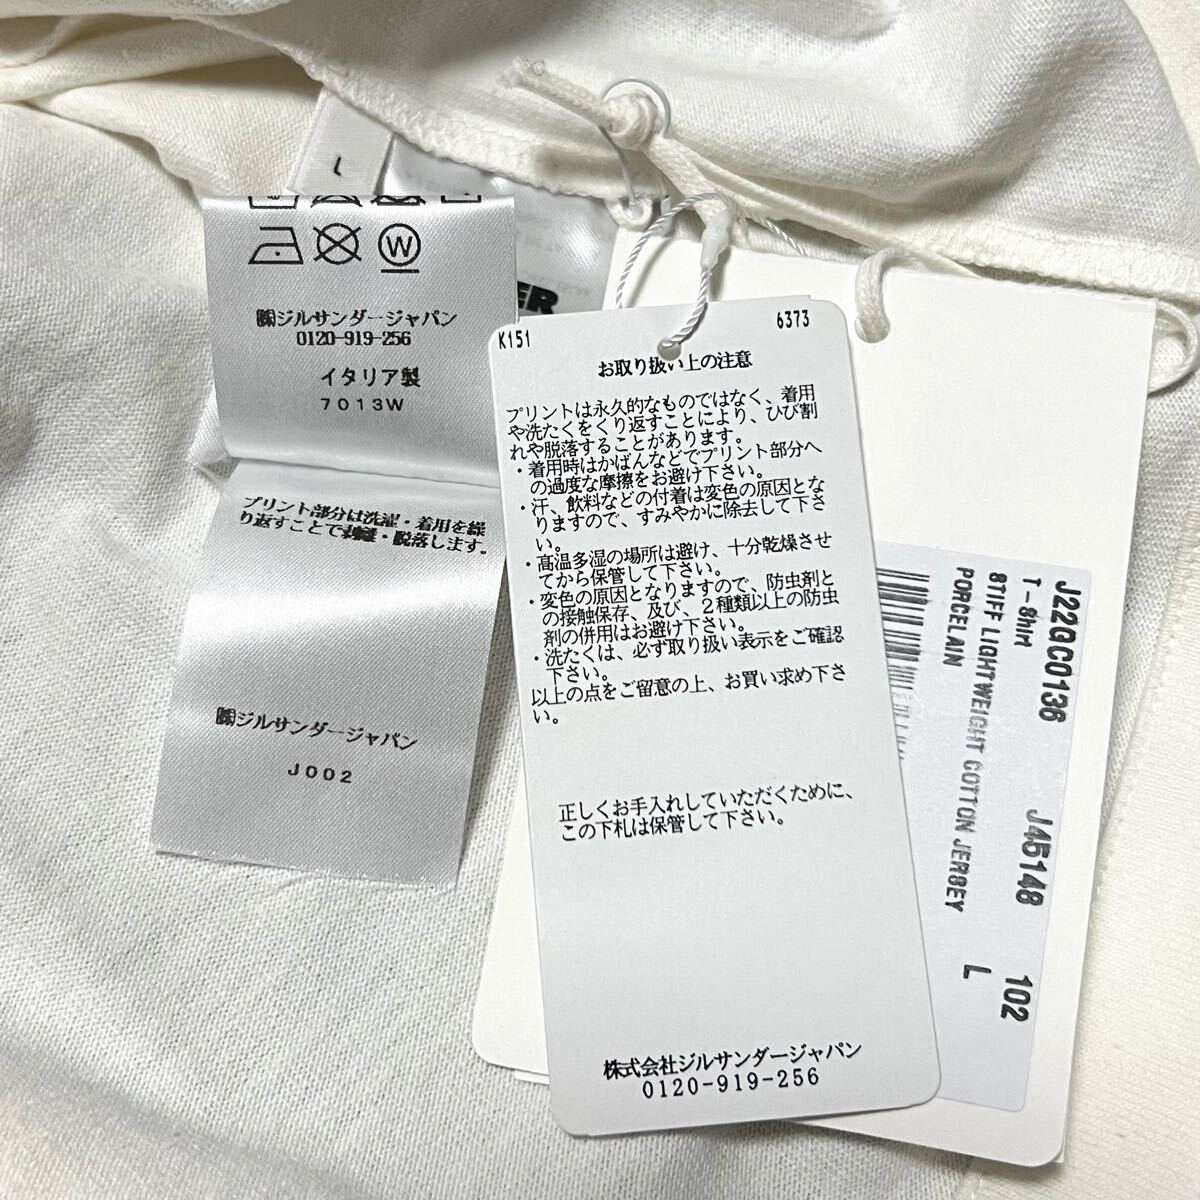 L
W
㈱ジルサンダージャパン
0120-919-256
イタリア製
7013W
プリント部分は洗濯・着用を繰
り返すことで剥離・脱落します。
㈱ジルサンダージャパン
J002
ER
K151
6373
お取り扱い上の注意
プリントは永久的なものではなく、着用
や洗たくをくり返すことにより、ひび割
れや脱落することがあります。
・着用時はかばんなどでプリント部分へ
の過度な摩擦をお避け下さい。
・汗、飲料などの付着は変色の原因とな
りますので、すみやかに除去して下さ
い。
・高温多湿の場所は避け、十分乾燥させ
てから保管して下さい。
・変色の原因となりますので、防虫剤と
の接触保存、及び、２種類以上の防虫
剤の併用はお避け下さい。
・洗たくは、必ず取り扱い表示をご確認
下さい。
以上の点をご留意の上、お買い求め下さ
い。
正しくお手入れしていただくために、
この下札は保管して下さい。
株式会社ジルサンダージャパン
0120-919-256
J22GC0136 J45148 102
T-Shirt
STIFF LIGHTWEIGHT COTTON JERSEY
PORCELAIN L